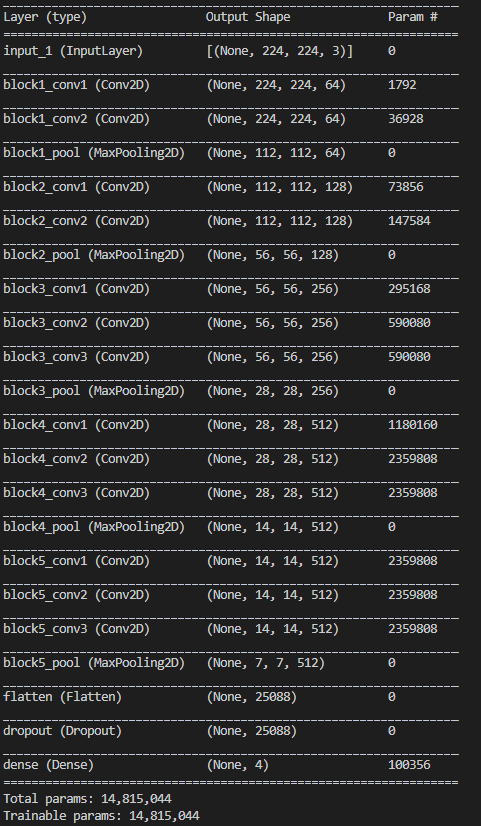 Layer (type) Output Shape Param #
input_1 (InputLayer) [(None, 224, 224, 3)] 0
block1_conv1 (Conv2D) (None, 224, 224, 64) 1792
block1_conv2 (Conv2D) (None, 224, 224, 64) 36928
block1_pool (MaxPooling2D) (None, 112, 112, 64) 0
block2_conv1 (Conv2D) (None, 112, 112, 128) 73856
block2_conv2 (Conv2D) (None, 112, 112, 128) 147584
block2_pool (MaxPooling2D) (None, 56, 56, 128) 0
block3_conv1 (Conv2D) (None, 56, 56, 256) 295168
block3_conv2 (Conv2D) (None, 56, 56, 256) 590080
block3_conv3 (Conv2D) (None, 56, 56, 256) 590080
block3_pool (MaxPooling2D) (None, 28, 28, 256) 0
block4_conv1 (Conv2D) (None, 28, 28, 512) 1180160
block4_conv2 (Conv2D) (None, 28, 28, 512) 2359808
block4_conv3 (Conv2D) (None, 28, 28, 512) 2359808
block4_pool (MaxPooling2D) (None, 14, 14, 512) 0
block5_conv1 (Conv2D) (None, 14, 14, 512) 2359808
block5_conv2 (Conv2D) (None, 14, 14, 512) 2359808
block5_conv3 (Conv2D) (None, 14, 14, 512) 2359808
block5_pool (MaxPooling2D) (None, 7, 7, 512) 0
flatten (Flatten) (None, 25088) 0
dropout (Dropout) (None, 25088) 0
dense (Dense) (None, 4) 100356
Total params: 14,815,044
Trainable params: 14,815,044